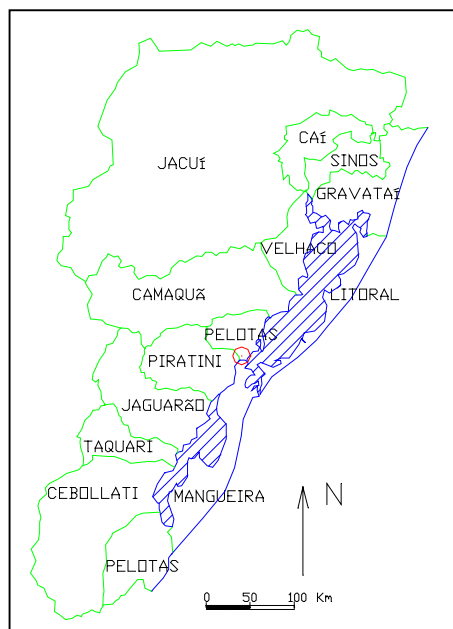 CAÍ
SINOS
JACUÍ
GRAVATAÍ
VELHACO
CAMAQUÃ
LITORAL
PELOTAS
PIRATINI
JAGUARÃO
TAQUARI
CEBOLLATI
MANGUEIRA
N
PELOTAS
0 50 100 Km